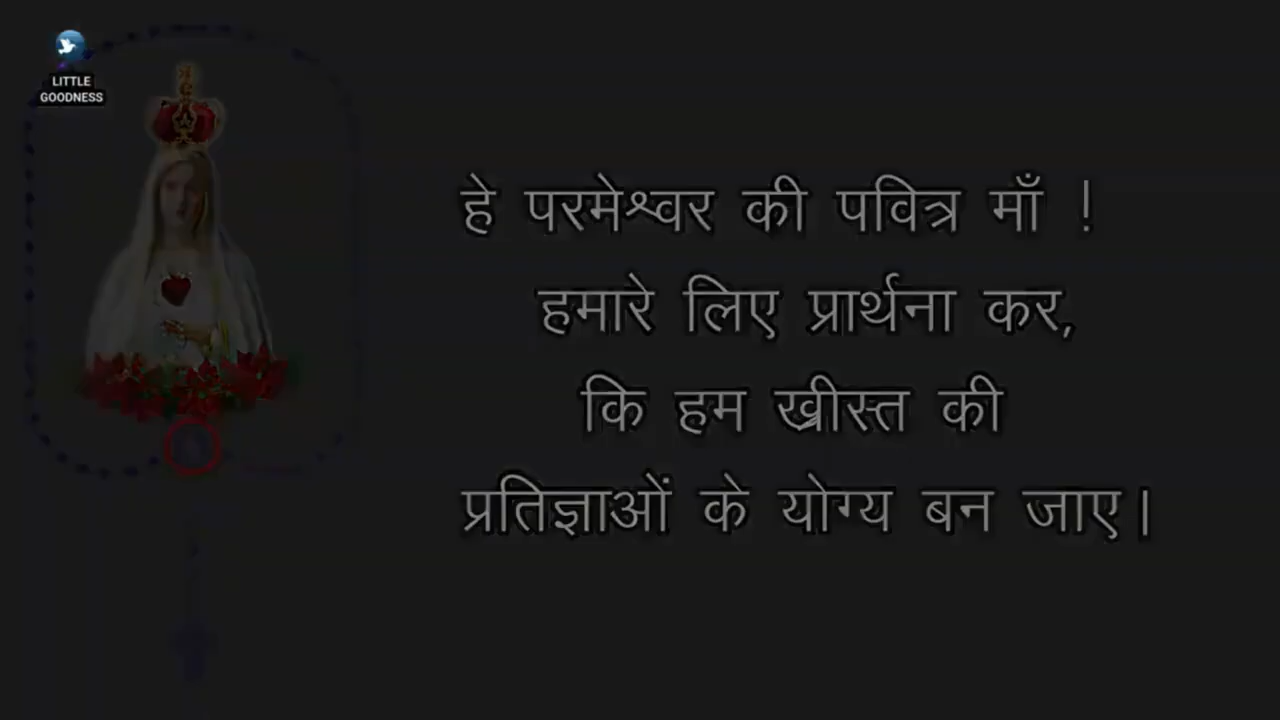 LITTLE
GOODNESS
हे परमेश्वर की पवित्र माँ !
हमारे लिए प्रार्थना कर,
कि हम ख्रीस्त की
प्रतिज्ञाओं के योग्य बन जाए।